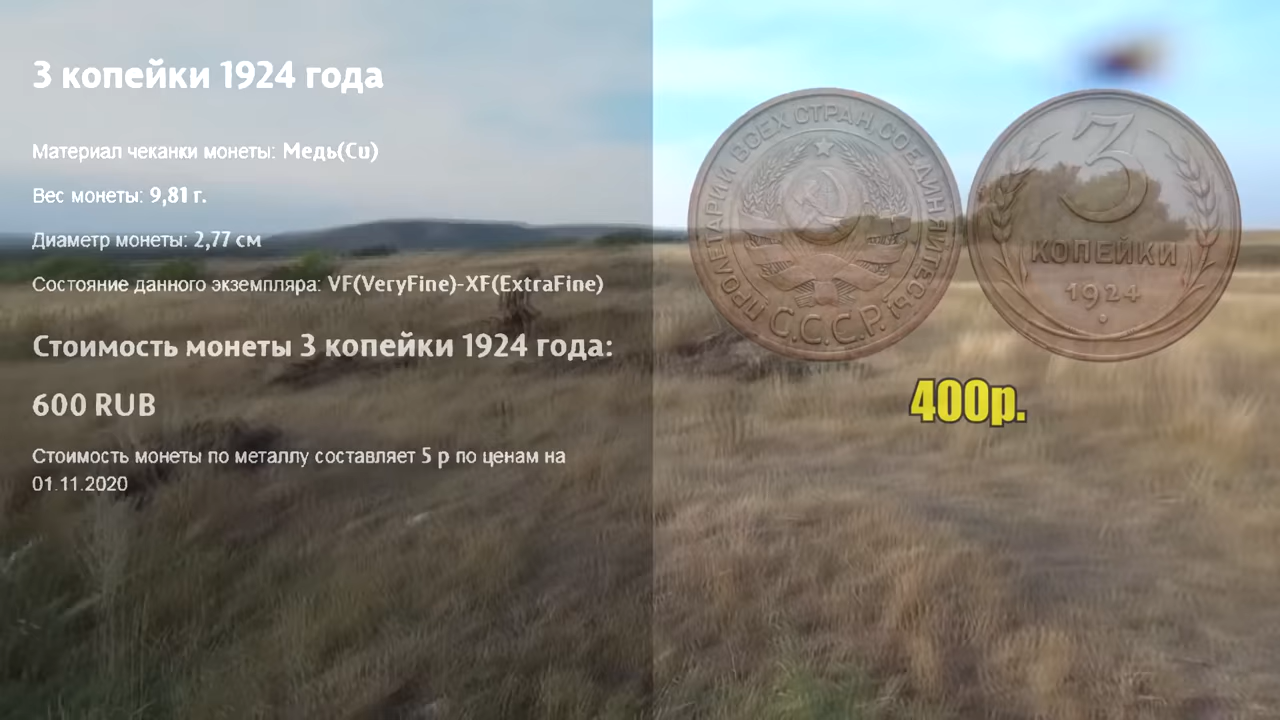 3 копейки 1924 года
Материал чеканки монеты: Медь(Cu)
Вес монеты: 9,81 г.
Диаметр монеты: 2,77 см
Состояние данного экземпляра: VF(VeryFine)-XF(ExtraFine)
Стоимость монеты 3 копейки 1924 года:
600 RUB
Стоимость монеты по металлу составляет 5 р по ценам на
01.11.2020
ПРОЛЕТАРИИ ВСЕХ СТРАН, СОЕДИНЯЙТЕСЬ!
С.С.С.Р.
3
КОПЕЙКИ
1924
400р.